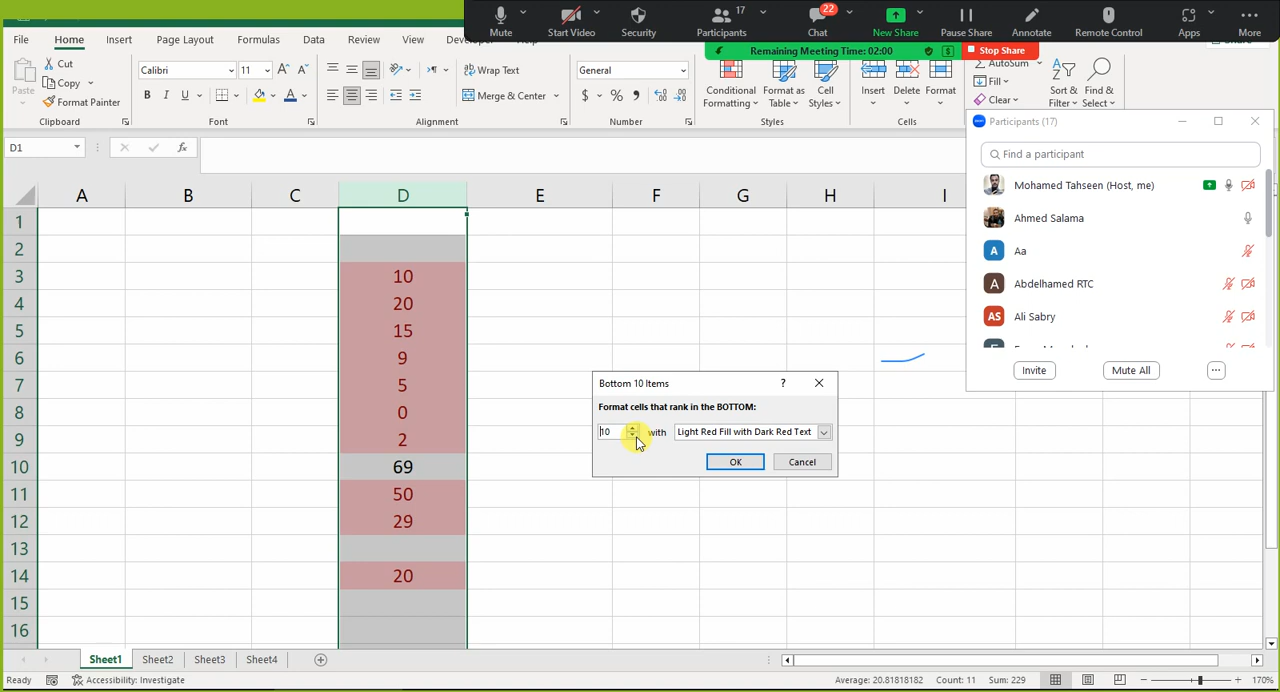 Mute
Start Video
Security
17
Participants
22
Chat
New Share
Pause Share
Annotate
Remote Control
Apps
More
Remaining Meeting Time: 02:00
Stop Share
File
Home
Insert
Page Layout
Formulas
Data
Review
View
Paste
Cut
Copy
Format Painter
Clipboard
Calibri
11
B I U
Font
Wrap Text
Merge & Center
Alignment
General
$ % ,
Number
Conditional Formatting
Format as Table
Cell Styles
Styles
Insert
Delete
Format
Cells
AutoSum
Fill
Clear
Sort & Filter
Find & Select
D1
fx
A B C D E F G H I
1
2
3 10
4 20
5 15
6 9
7 5
8 0
9 2
10 69
11 50
12 29
13
14 20
15
16
Participants (17)
Find a participant
Mohamed Tahseen (Host, me)
Ahmed Salama
A Aa
A Abdelhamed RTC
AS Ali Sabry
Invite
Mute All
...
Bottom 10 Items
?
Format cells that rank in the BOTTOM:
10 with Light Red Fill with Dark Red Text
OK
Cancel
Sheet1
Sheet2
Sheet3
Sheet4
Ready
Accessibility: Investigate
Average: 20.81818182
Count: 11
Sum: 229
170%